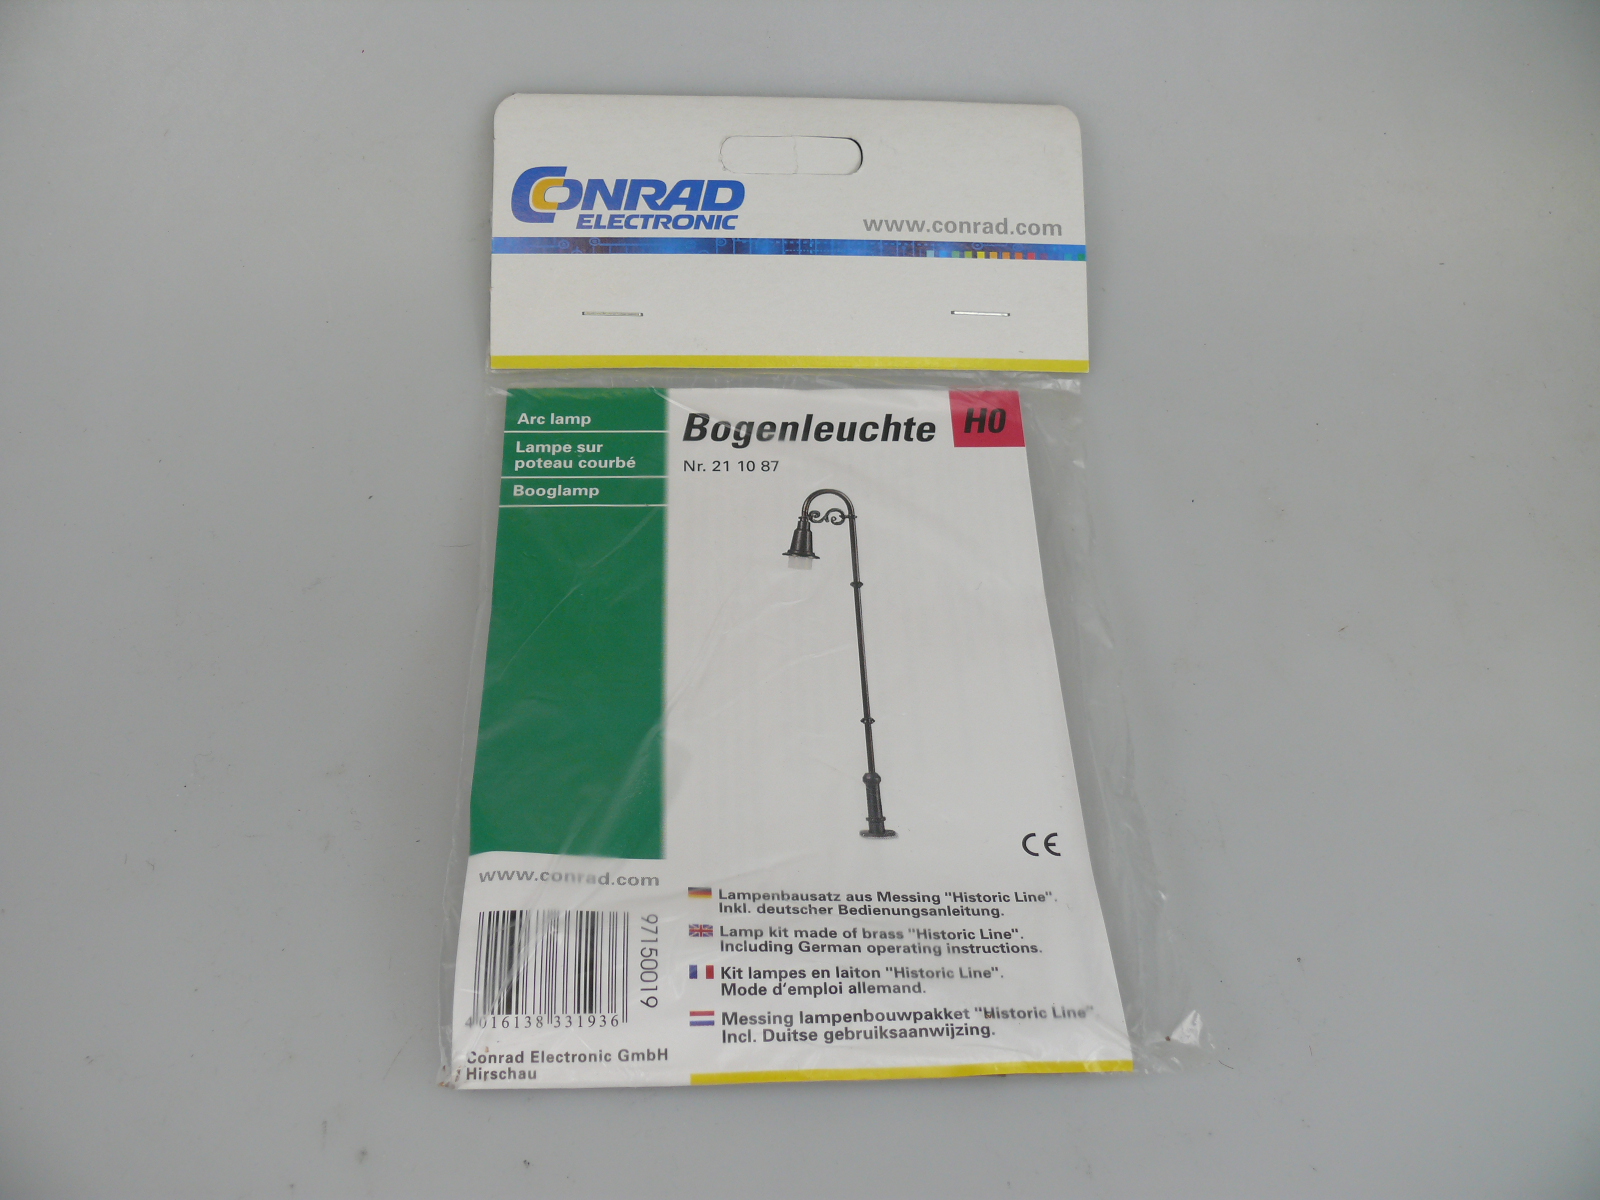 CONRAD
ELECTRONIC
www.conrad.com
Arc lamp
Lampe sur
poteau courbé
Booglamp
Bogenleuchte
H0
Nr. 21 10 87
CE
www.conrad.com
97150019
4 016138 331936
Conrad Electronic GmbH
Hirschau
Lampenbausatz aus Messing "Historic Line".
Inkl. deutscher Bedienungsanleitung.
Lamp kit made of brass "Historic Line".
Including German operating instructions.
Kit lampes en laiton "Historic Line".
Mode d'emploi allemand.
Messing lampenbouwpakket "Historic Line"
Incl. Duitse gebruiksaanwijzing.